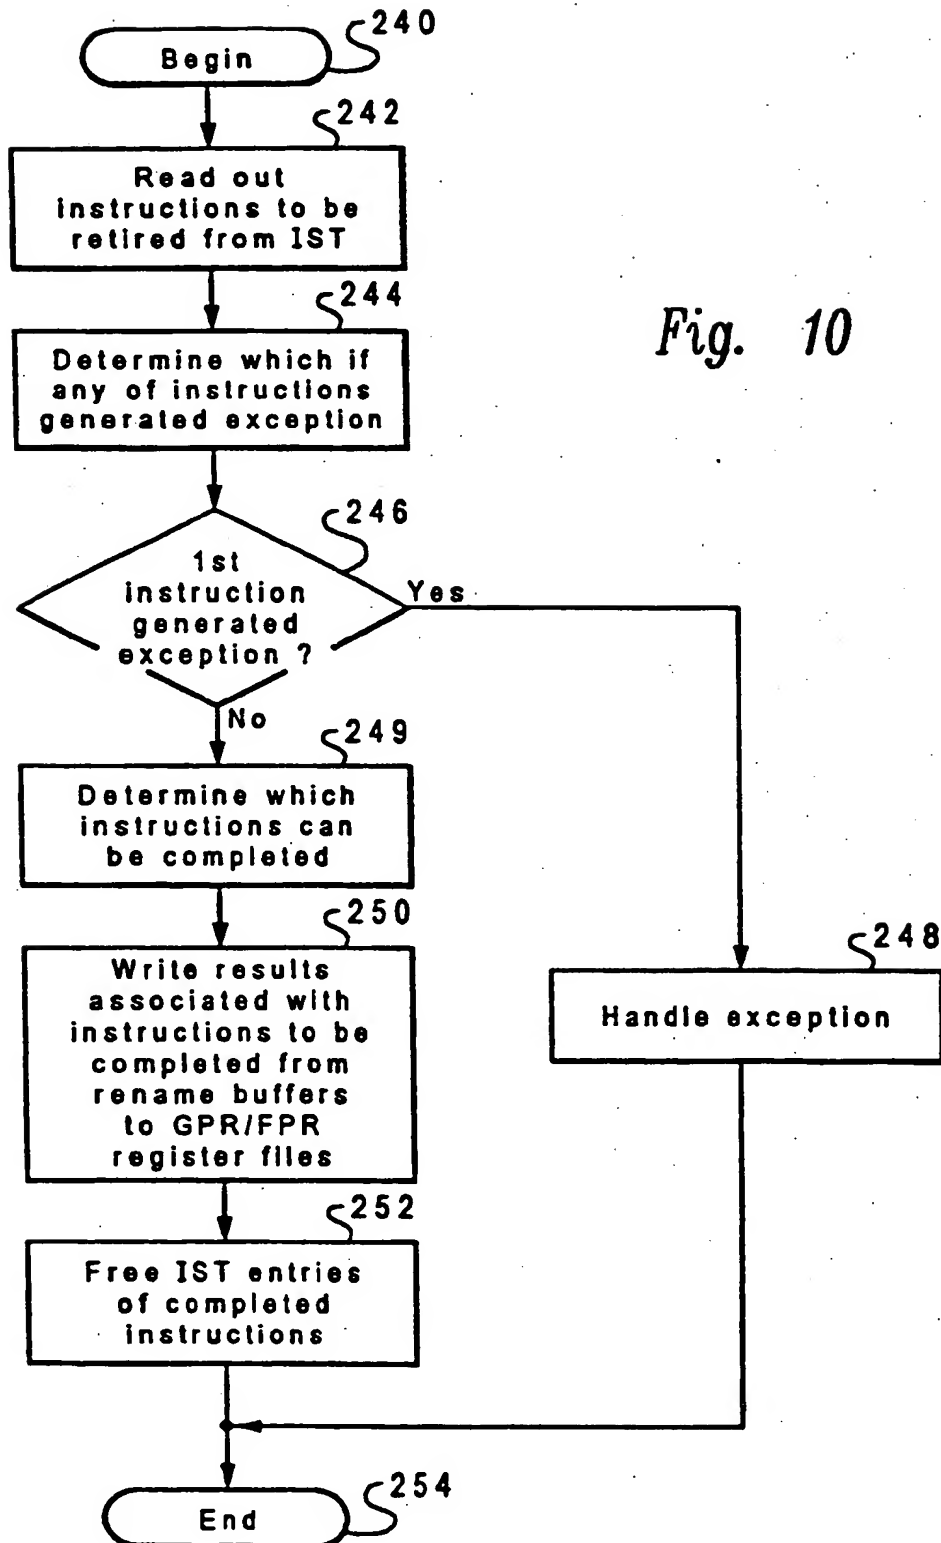 240
Begin
242
Read out
instructions to be
retired from IST
244
Determine which if
any of instructions
generated exception
Fig. 10
246
1st
instruction
generated
exception ?
Yes
No
249
Determine which
instructions can
be completed
250
Write results
associated with
instructions to be
completed from
rename buffers
to GPR/FPR
register files
248
Handle exception
252
Free IST entries
of completed
instructions
254
End